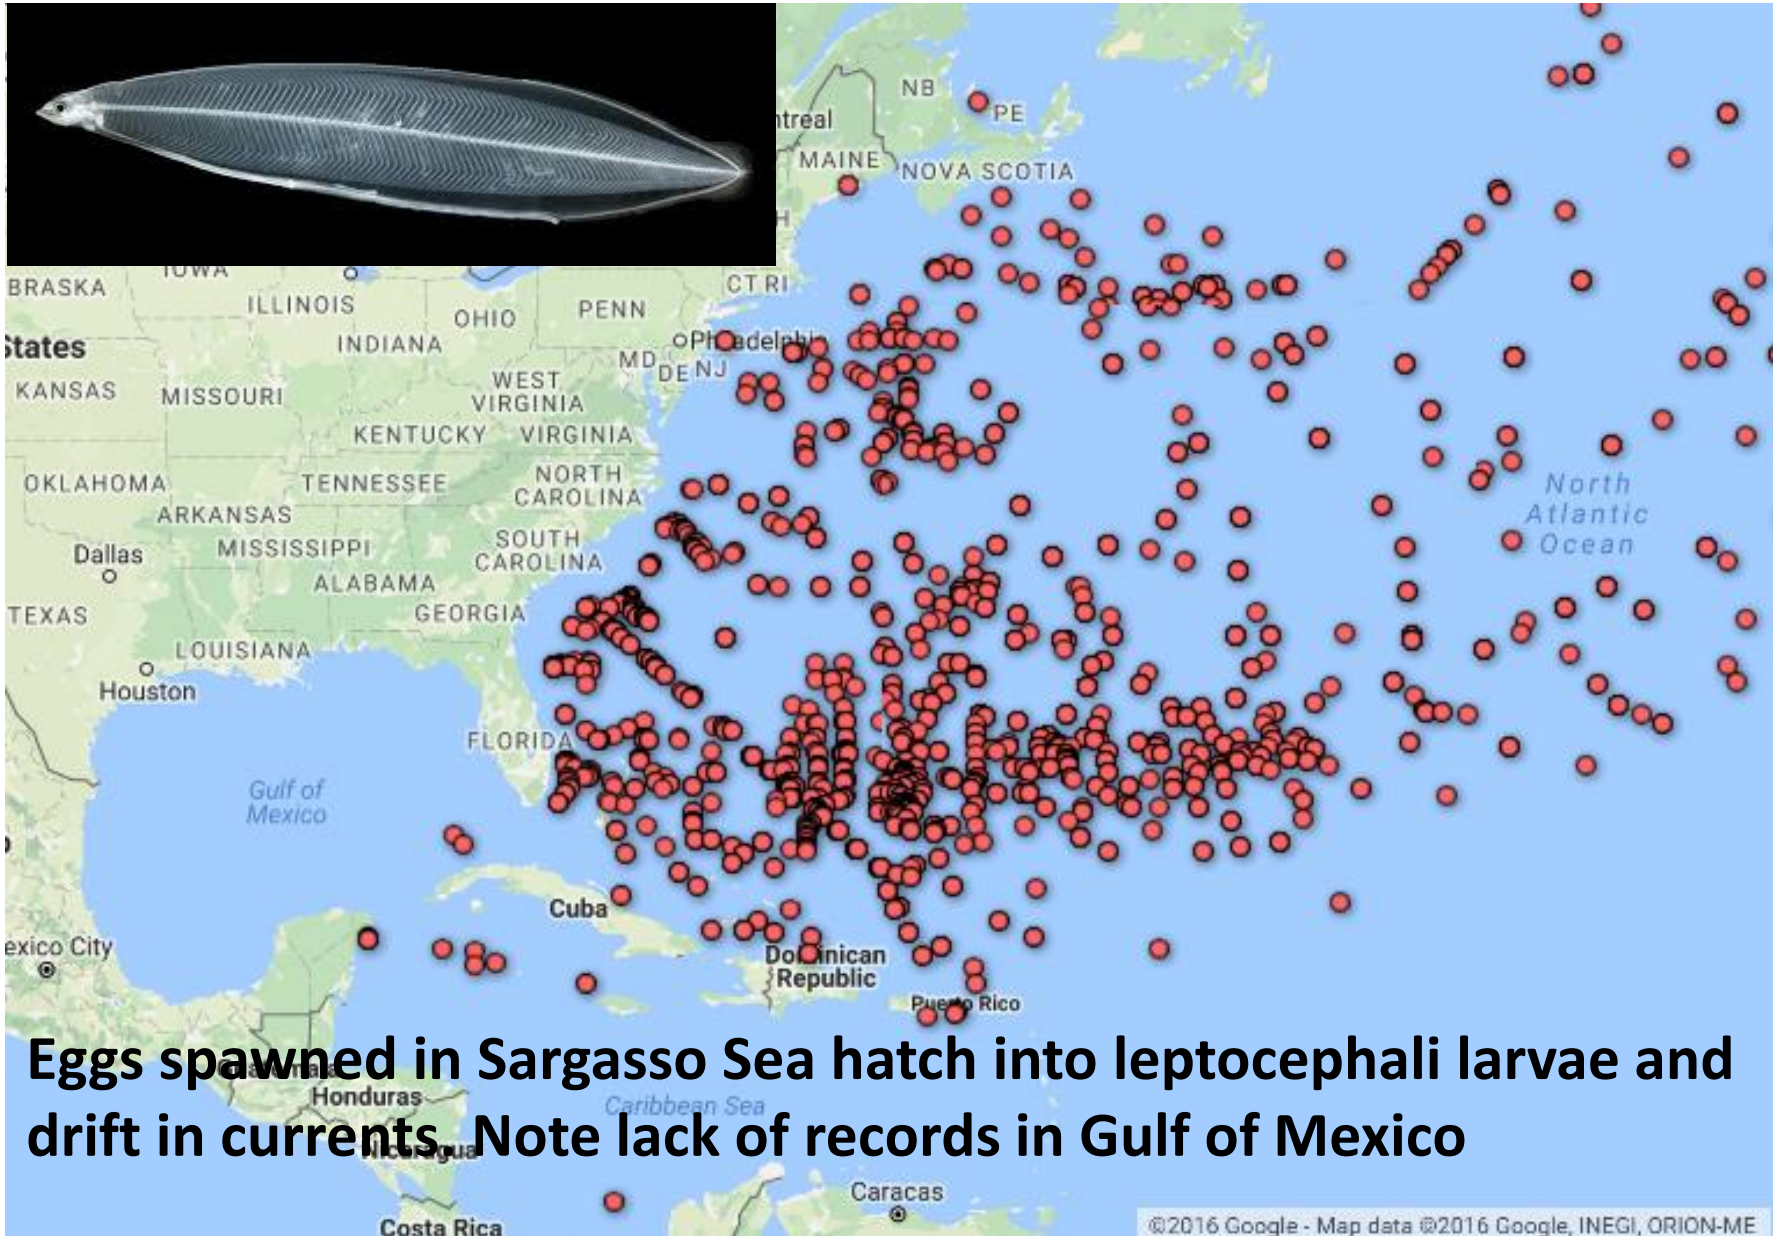 NB
PE
ntreal
MAINE
NOVA SCOTIA
H
IOWA
BRASKA
CT RI
ILLINOIS
PENN
OHIO
INDIANA
Philadelphia
States
MD
DE NJ
KANSAS
MISSOURI
WEST
VIRGINIA
KENTUCKY
VIRGINIA
OKLAHOMA
TENNESSEE
NORTH
CAROLINA
North
Atlantic
Ocean
ARKANSAS
MISSISSIPPI
SOUTH
CAROLINA
Dallas
ALABAMA
TEXAS
GEORGIA
LOUISIANA
Houston
FLORIDA
Gulf of
Mexico
Cuba
exico City
Dominican
Republic
Puerto Rico
Eggs spawned in Sargasso Sea hatch into leptocephali larvae and
Guatemala
Honduras
Caribbean Sea
drift in currents. Note lack of records in Gulf of Mexico
Nicaragua
Caracas
Costa Rica
©2016 Google - Map data ©2016 Google, INEGI, ORION-ME